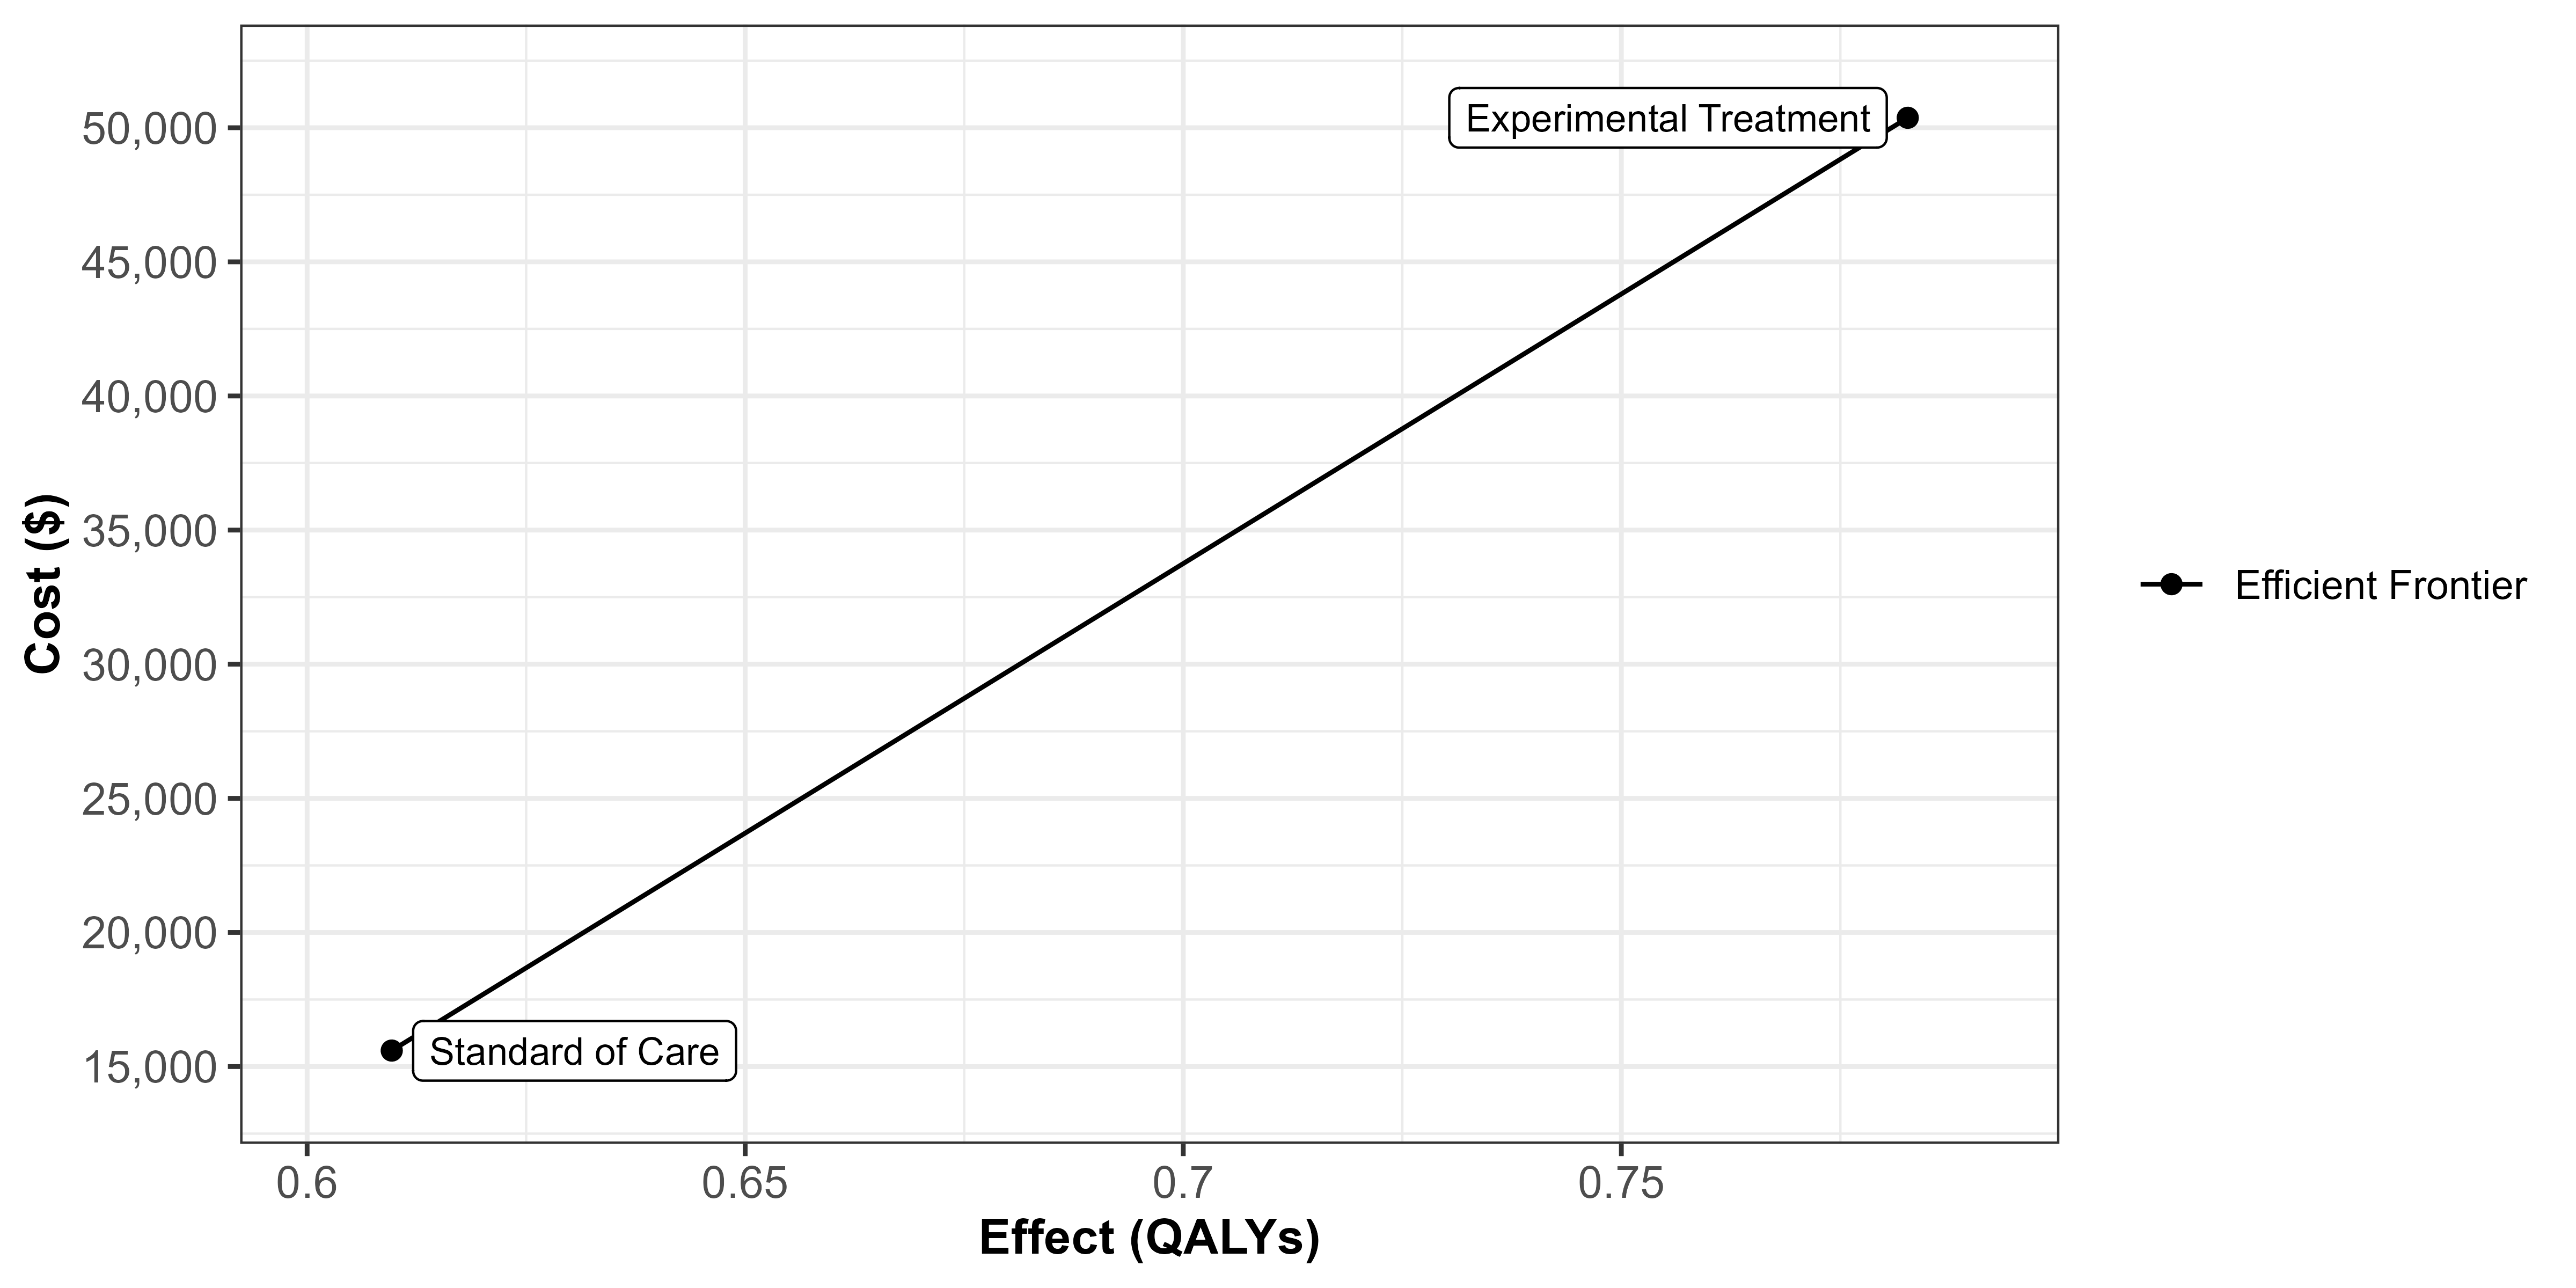 Cost ($)
50,000
45,000
40,000
35,000
30,000
25,000
20,000
15,000
Experimental Treatment
Standard of Care
0.6 0.65 0.7 0.75
Effect (QALYs)
Efficient Frontier